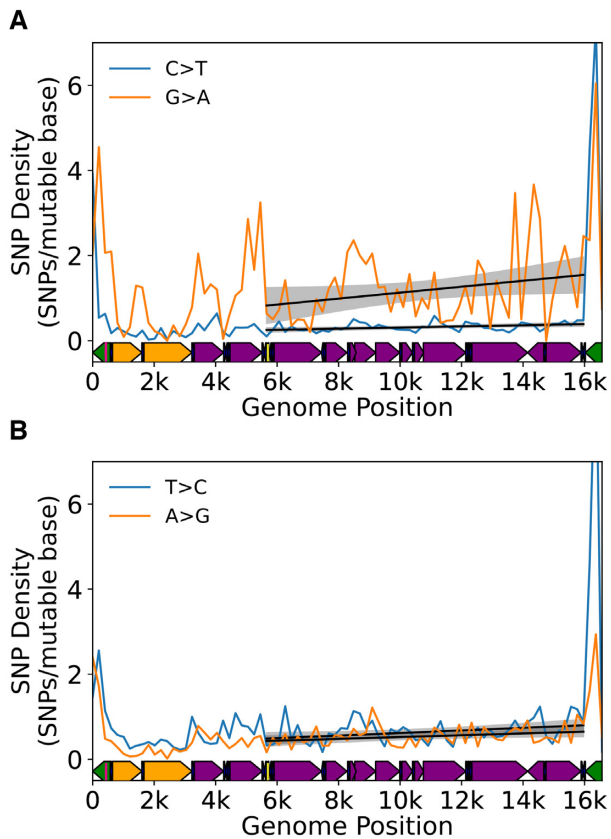 A
SNP Density
(SNPs/mutable base)
6
4
2
0
C>T
G>A
0 2k 4k 6k 8k 10k 12k 14k 16k
Genome Position
B
SNP Density
(SNPs/mutable base)
6
4
2
0
T>C
A>G
0 2k 4k 6k 8k 10k 12k 14k 16k
Genome Position